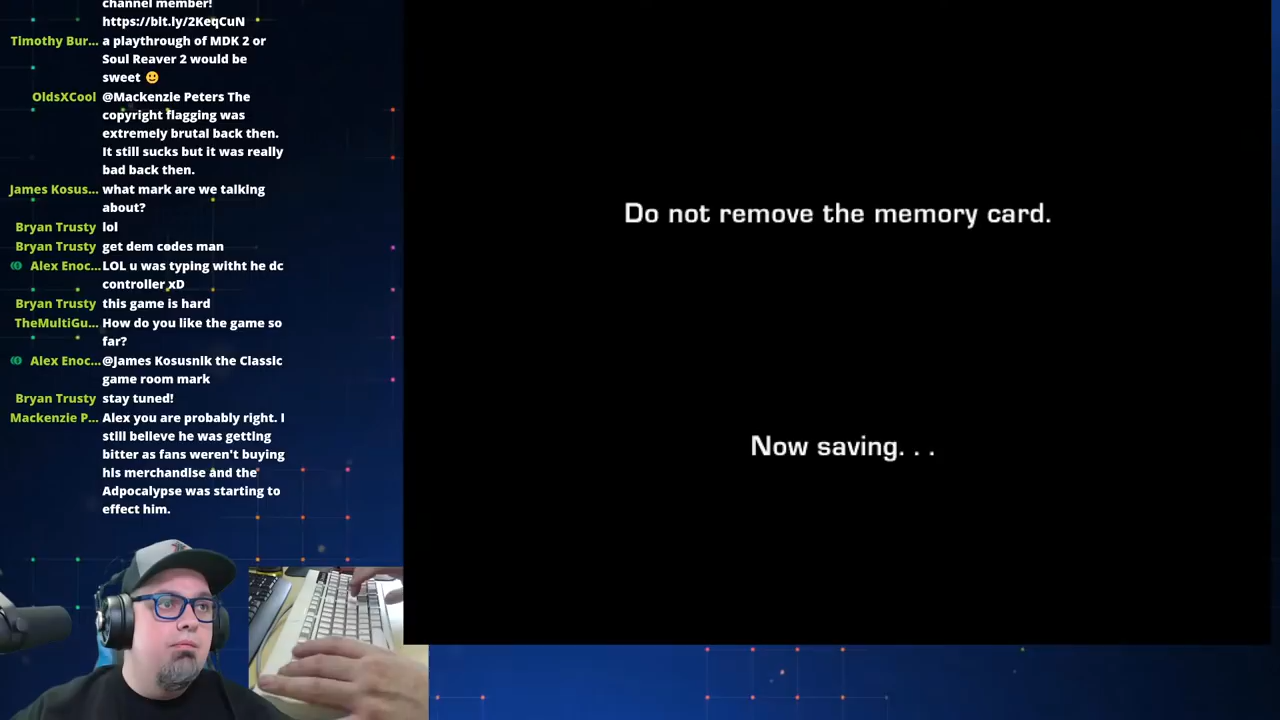 channel member!
https://bit.ly/2KeqCuN
Timothy Bur... a playthrough of MDK 2 or
Soul Reaver 2 would be
sweet 😃
OldsXCool @Mackenzie Peters The
copyright flagging was
extremely brutal back then.
It still sucks but it was really
bad back then.
James Kosus... what mark are we talking
about?
Bryan Trusty lol
Bryan Trusty get dem codes man
Alex Enoc... LOL u was typing witht he dc
controller xD
Bryan Trusty this game is hard
TheMultiGu... How do you like the game so
far?
Alex Enoc... @James Kosusnik the Classic
game room mark
Bryan Trusty stay tuned!
Mackenzie P... Alex you are probably right. I
still believe he was getting
bitter as fans weren't buying
his merchandise and the
Adpocalypse was starting to
effect him.
Do not remove the memory card.
Now saving. . .